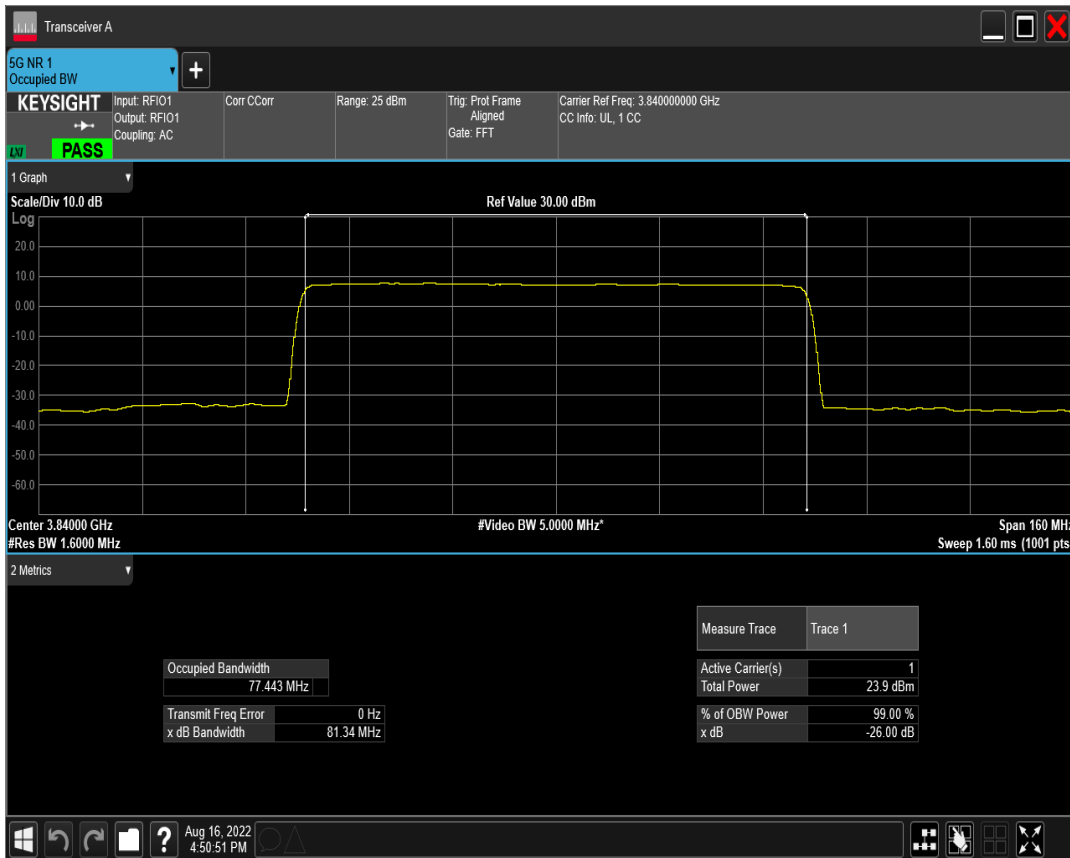 Transceiver A
5G NR 1
Occupied BW
+
KEYSIGHT
LXI
PASS
Input: RFIO1
Output: RFIO1
Coupling: AC
Corr CCorr
Range: 25 dBm
Trig: Prot Frame
Aligned
Gate: FFT
Carrier Ref Freq: 3.840000000 GHz
CC Info: UL, 1 CC
1 Graph
Scale/Div 10.0 dB
Ref Value 30.00 dBm
Log
20.0
10.0
0.00
-10.0
-20.0
-30.0
-40.0
-50.0
-60.0
Center 3.84000 GHz
#Video BW 5.0000 MHz*
Span 160 MHz
#Res BW 1.6000 MHz
Sweep 1.60 ms (1001 pts
2 Metrics
Measure Trace Trace 1
Occupied Bandwidth
77.443 MHz
Active Carrier(s) 1
Total Power 23.9 dBm
Transmit Freq Error 0 Hz
x dB Bandwidth 81.34 MHz
% of OBW Power 99.00 %
x dB -26.00 dB
?
Aug 16, 2022
4:50:51 PM